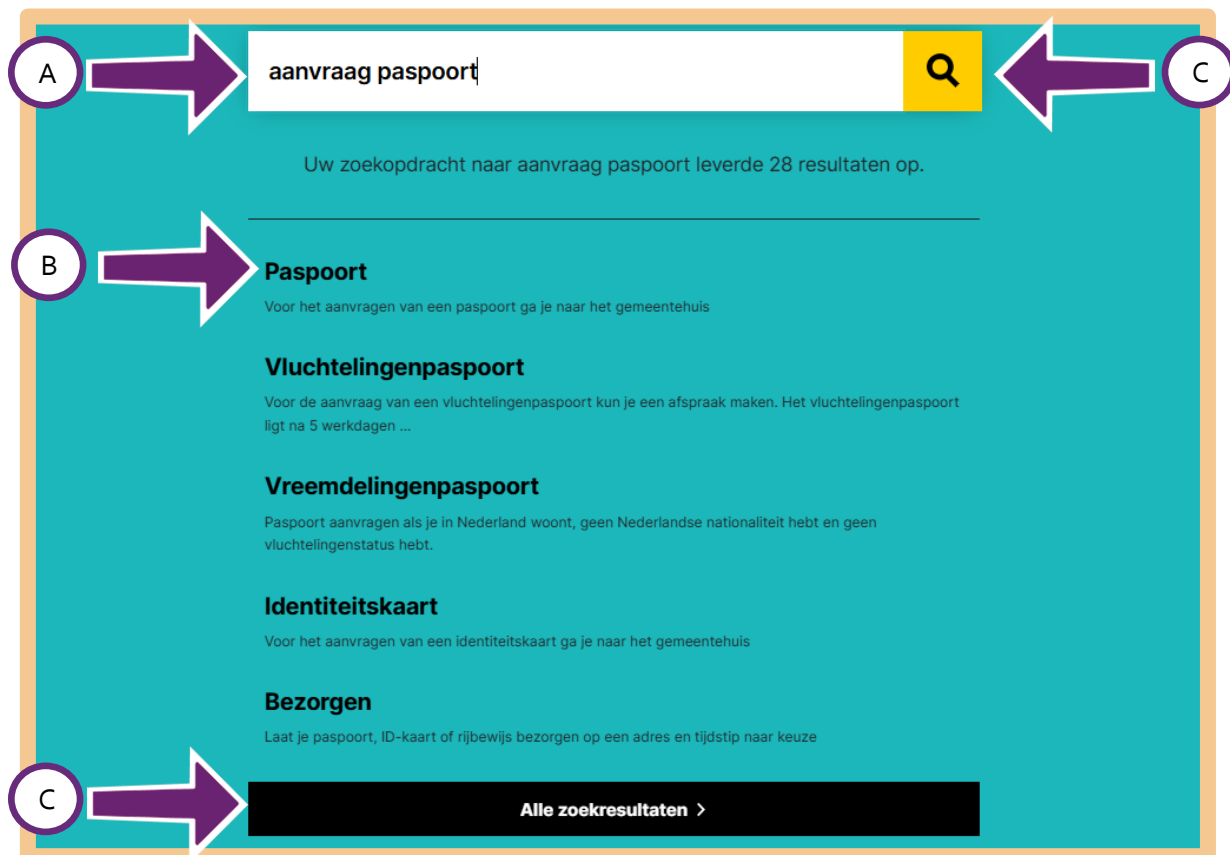 A
aanvraag paspoort
C
Uw zoekopdracht naar aanvraag paspoort leverde 28 resultaten op.
B
Paspoort
Voor het aanvragen van een paspoort ga je naar het gemeentehuis
Vluchtelingenpaspoort
Voor de aanvraag van een vluchtelingenpaspoort kun je een afspraak maken. Het vluchtelingenpaspoort
ligt na 5 werkdagen ...
Vreemdelingenpaspoort
Paspoort aanvragen als je in Nederland woont, geen Nederlandse nationaliteit hebt en geen
vluchtelingenstatus hebt.
Identiteitskaart
Voor het aanvragen van een identiteitskaart ga je naar het gemeentehuis
Bezorgen
Laat je paspoort, ID-kaart of rijbewijs bezorgen op een adres en tijdstip naar keuze
C
Alle zoekresultaten >